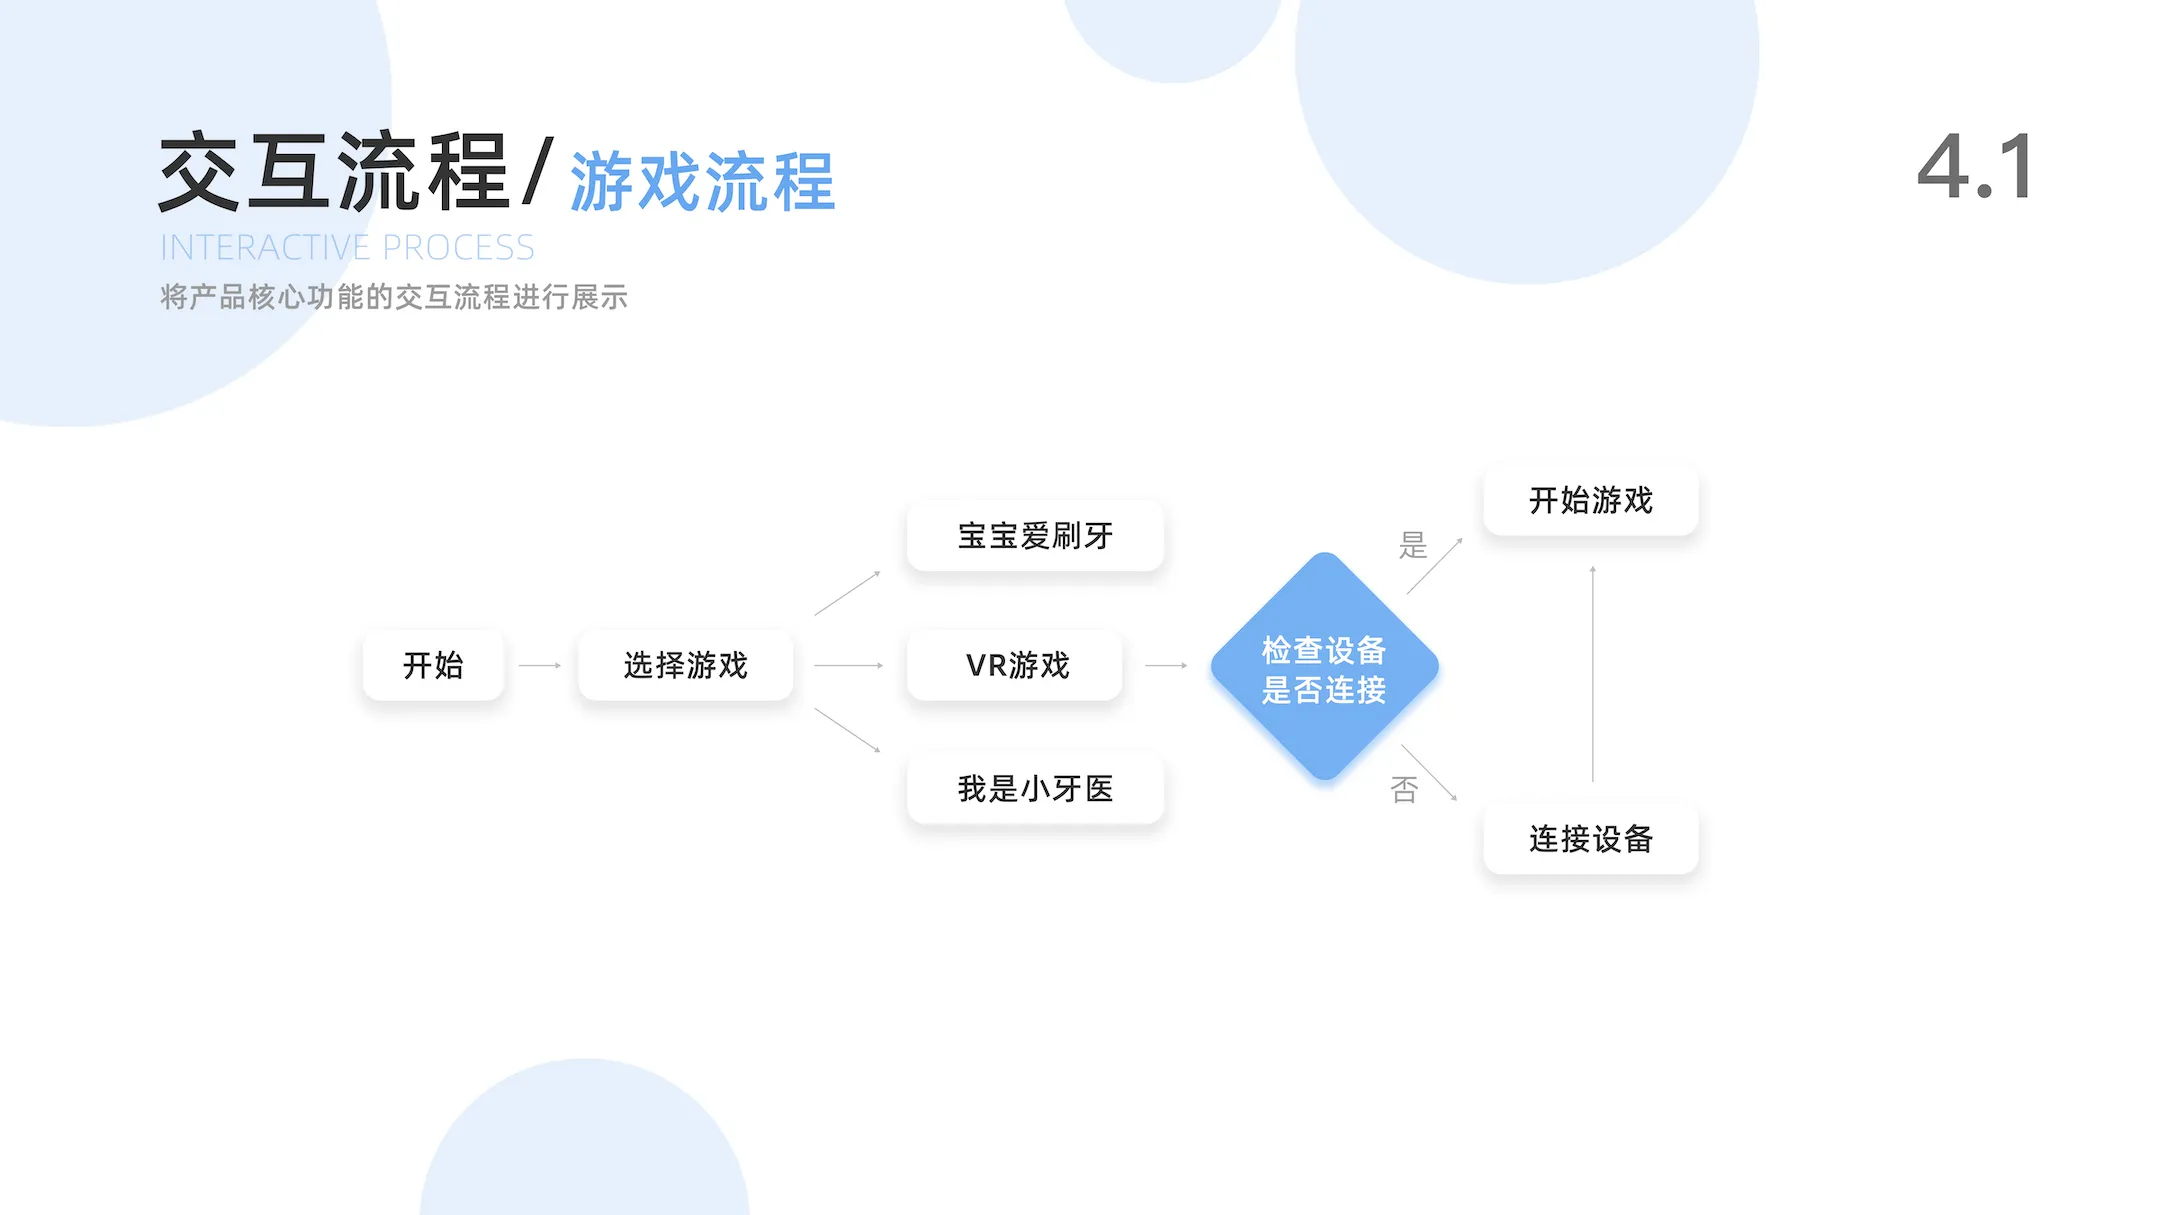 交互流程/游戏流程
4.1
INTERACTIVE PROCESS
将产品核心功能的交互流程进行展示
开始
选择游戏
宝宝爱刷牙
VR游戏
我是小牙医
检查设备
是否连接
是
否
开始游戏
连接设备